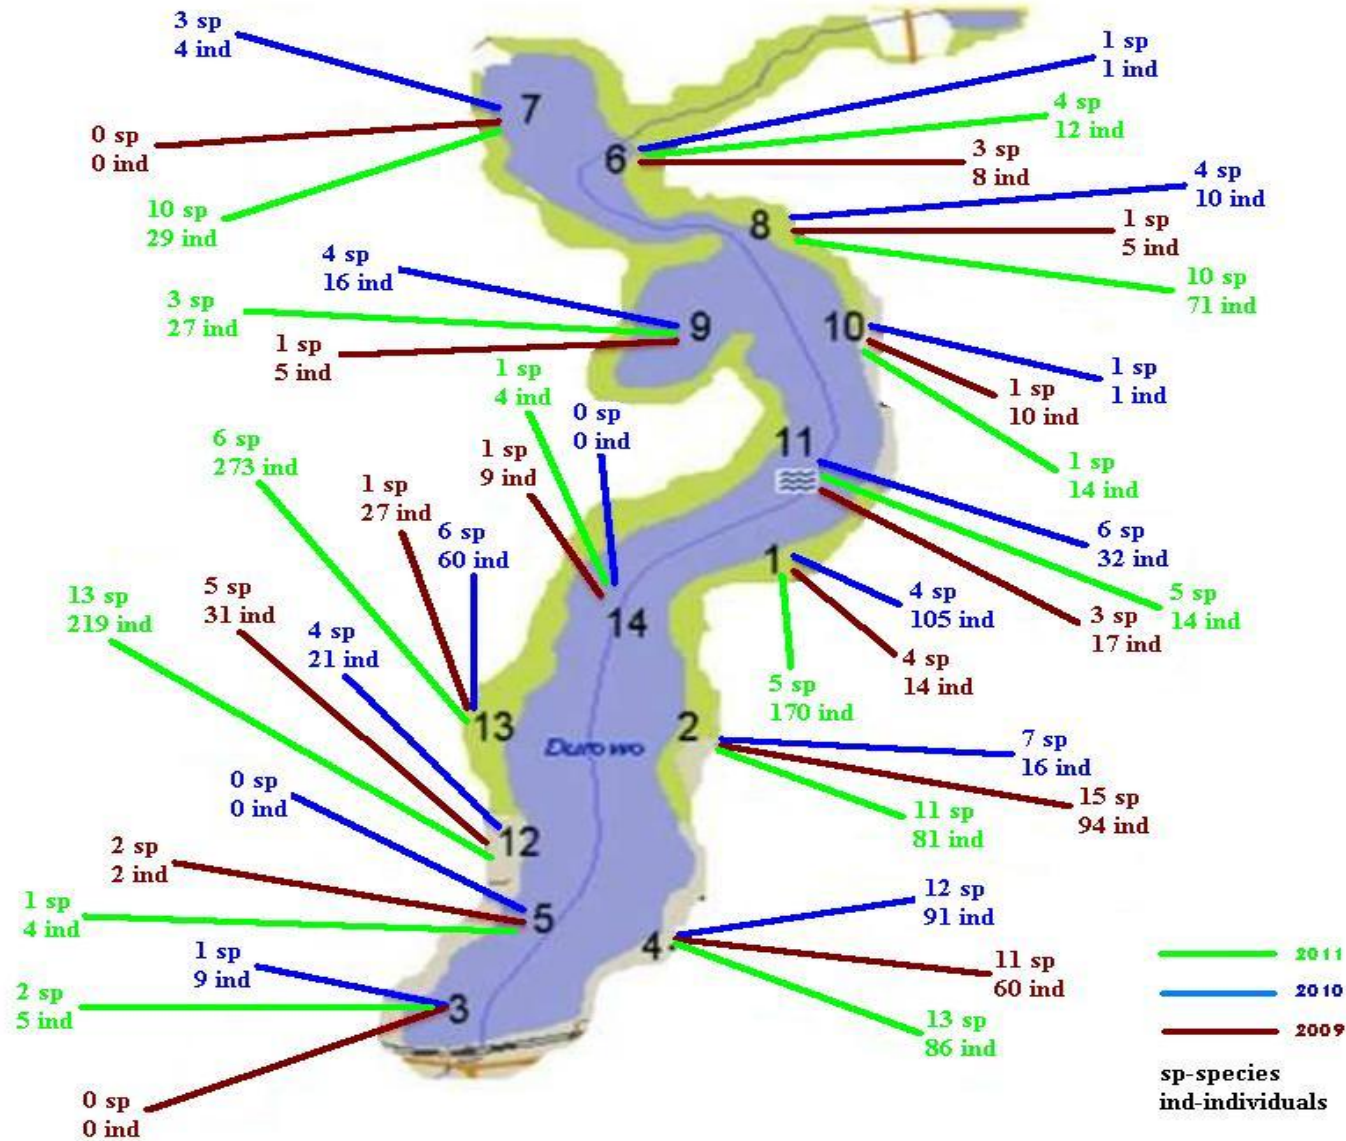 3 sp
4 ind
1 sp
1 ind
7
4 sp
12 ind
0 sp
0 ind
6
3 sp
8 ind
4 sp
10 ind
10 sp
29 ind
8
1 sp
5 ind
4 sp
16 ind
10 sp
71 ind
3 sp
27 ind
9
10
1 sp
5 ind
1 sp
4 ind
1 sp
1 ind
1 sp
10 ind
0 sp
0 ind
6 sp
273 ind
11
1 sp
9 ind
1 sp
14 ind
1 sp
27 ind
6 sp
60 ind
6 sp
32 ind
1
5 sp
31 ind
13 sp
219 ind
4 sp
105 ind
5 sp
14 ind
3 sp
17 ind
14
4 sp
21 ind
4 sp
14 ind
5 sp
170 ind
13
2
Durowo
7 sp
16 ind
0 sp
0 ind
15 sp
94 ind
11 sp
81 ind
12
2 sp
2 ind
12 sp
91 ind
1 sp
4 ind
5
4
1 sp
9 ind
11 sp
60 ind
2011
2 sp
5 ind
2010
3
13 sp
86 ind
2009
sp-species
ind-individuals
0 sp
0 ind